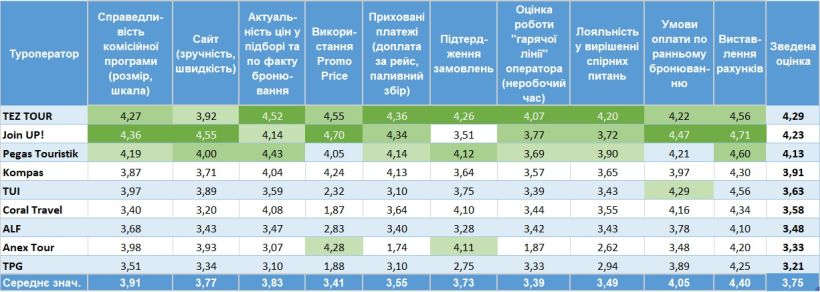 Туроператор | Справедли-вість комісійної програми (розмір, шкала) | Сайт (зручність, швидкість) | Актуаль-ність цін у підборі та по факту броню-вання | Викори-стання Promo Price | Приховані платежі (доплата за рейс, паливний збір) | Підтерд-ження замовлень | Оцінка роботи "гарячої лінії" оператора (неробочий час) | Лояльність у вирішенні спірних питань | Умови оплати по ранньому бронюван-ню | Вистав-лення рахунків | Зведена оцінка
TEZ TOUR 4,27 3,92 4,52 4,55 4,36 4,26 4,07 4,20 4,22 4,56 4,29
Join UP! 4,36 4,55 4,14 4,70 4,34 3,51 3,77 3,72 4,47 4,71 4,23
Pegas Touristik 4,19 4,00 4,43 4,05 4,14 4,12 3,69 3,90 4,21 4,60 4,13
Kompas 3,87 3,71 4,04 4,24 4,13 3,64 3,57 3,65 3,97 4,30 3,91
TUI 3,97 3,89 3,59 2,32 3,10 3,75 3,39 3,43 4,29 4,56 3,63
Coral Travel 3,40 3,20 4,08 1,87 3,64 4,10 3,44 3,55 4,16 4,34 3,58
ALF 3,68 3,43 3,47 2,83 3,40 3,28 3,42 3,43 3,78 4,10 3,48
Anex Tour 3,98 3,93 3,07 4,28 1,74 4,11 1,87 2,62 3,48 4,20 3,33
TPG 3,51 3,34 3,10 1,88 3,10 2,75 3,33 2,94 3,89 4,25 3,21
Середнє знач. 3,91 3,77 3,83 3,41 3,55 3,73 3,39 3,49 4,05 4,40 3,75